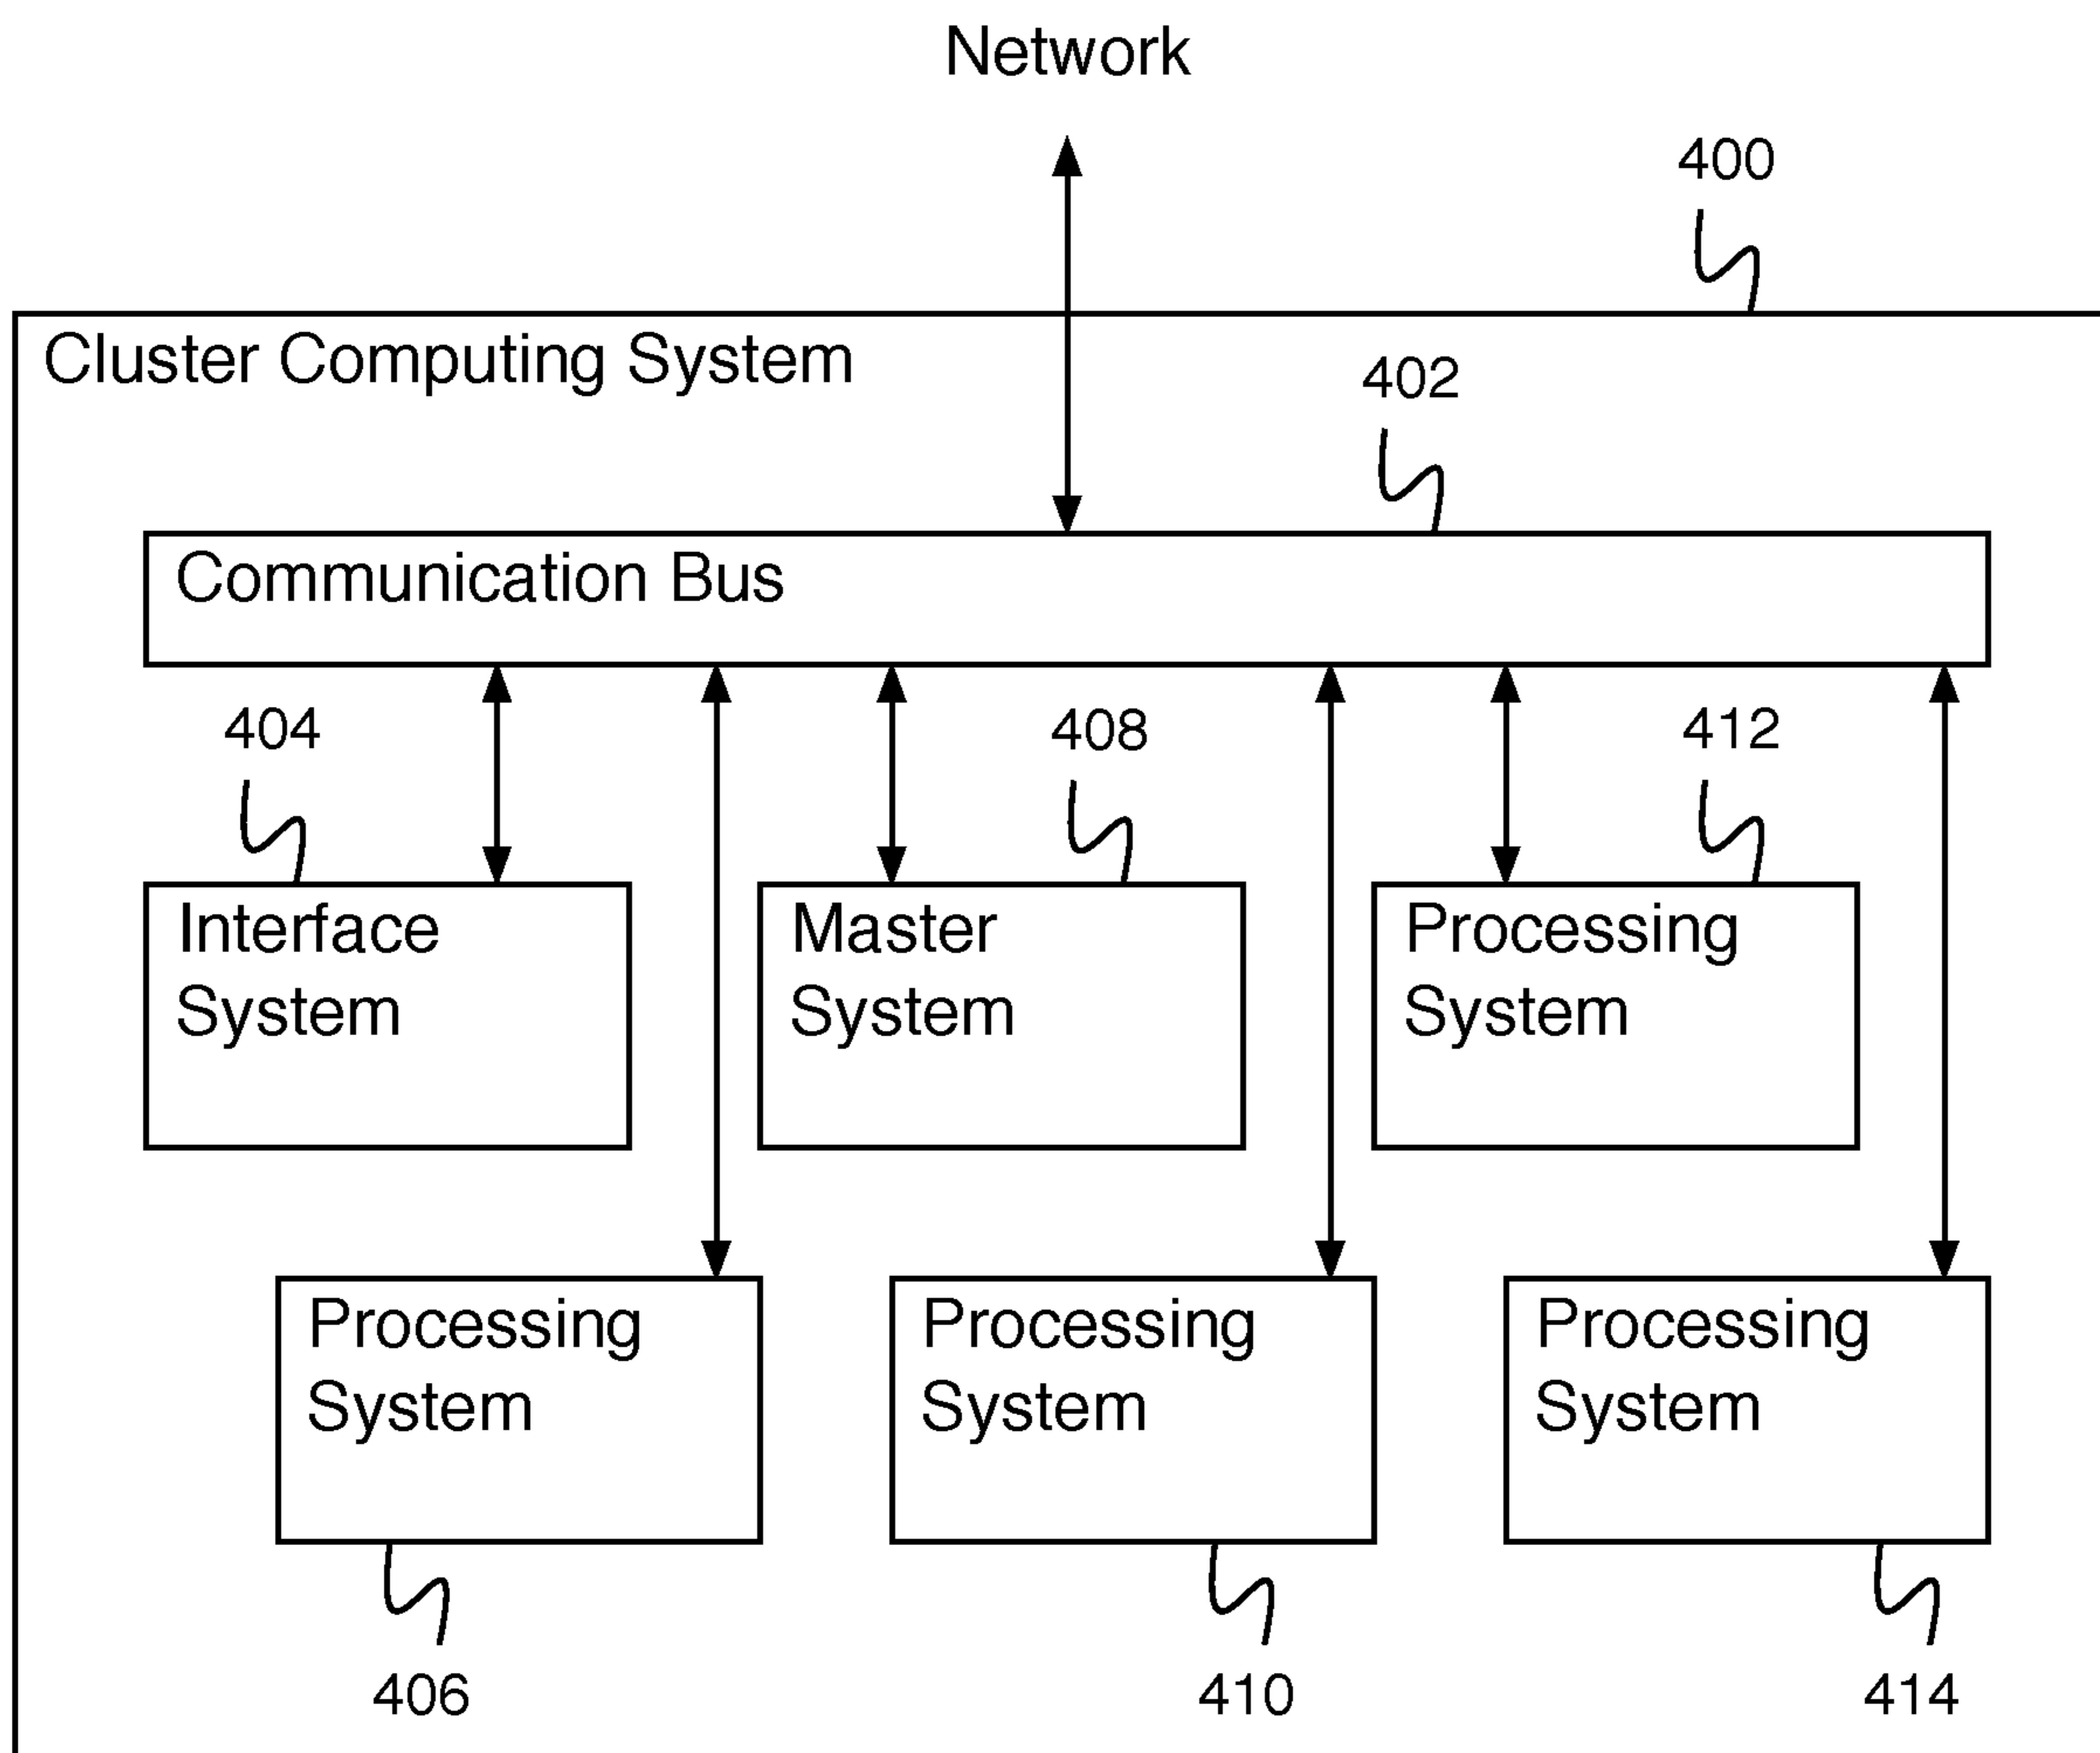 Network
400
Cluster Computing System
402
Communication Bus
404
408
412
Interface
System
Master
System
Processing
System
Processing
System
Processing
System
Processing
System
406
410
414